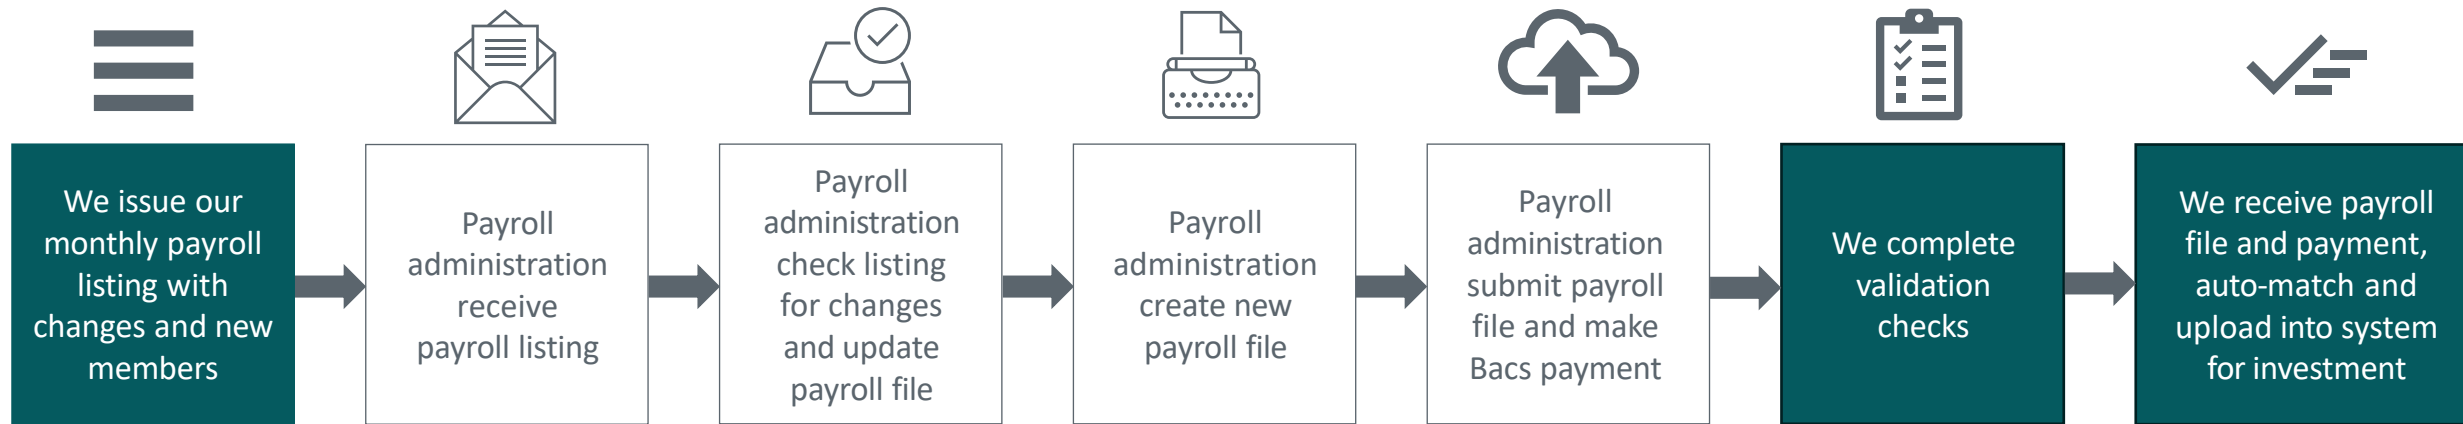 We issue our
monthly payroll
listing with
changes and new
members
Payroll
administration
receive
payroll listing
Payroll
administration
check listing
for changes
and update
payroll file
Payroll
administration
create new
payroll file
Payroll
administration
submit payroll
file and make
Bacs payment
We complete
validation
checks
We receive payroll
file and payment,
auto-match and
upload into system
for investment